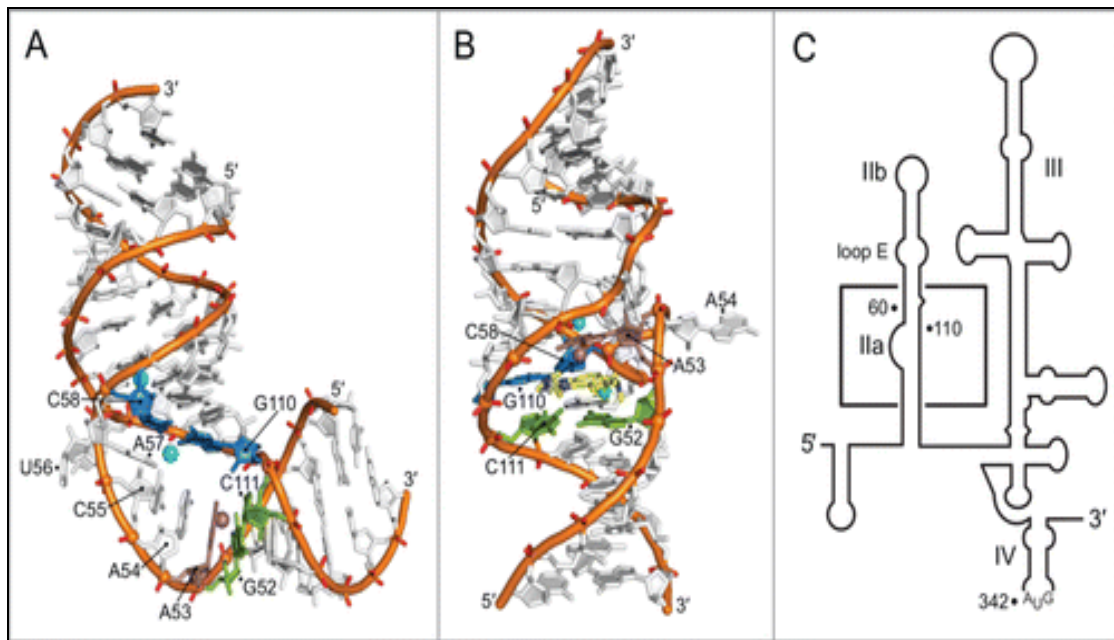 A
3'
5'
C58
G110
5'
A57
U56
3'
C111
C55
A54
G52
A53
B
3'
5'
A54
C58
A53
G110
G52
C111
5'
3'
C
IIb
III
loop E
60
110
IIa
5'
3'
IV
342 AUG